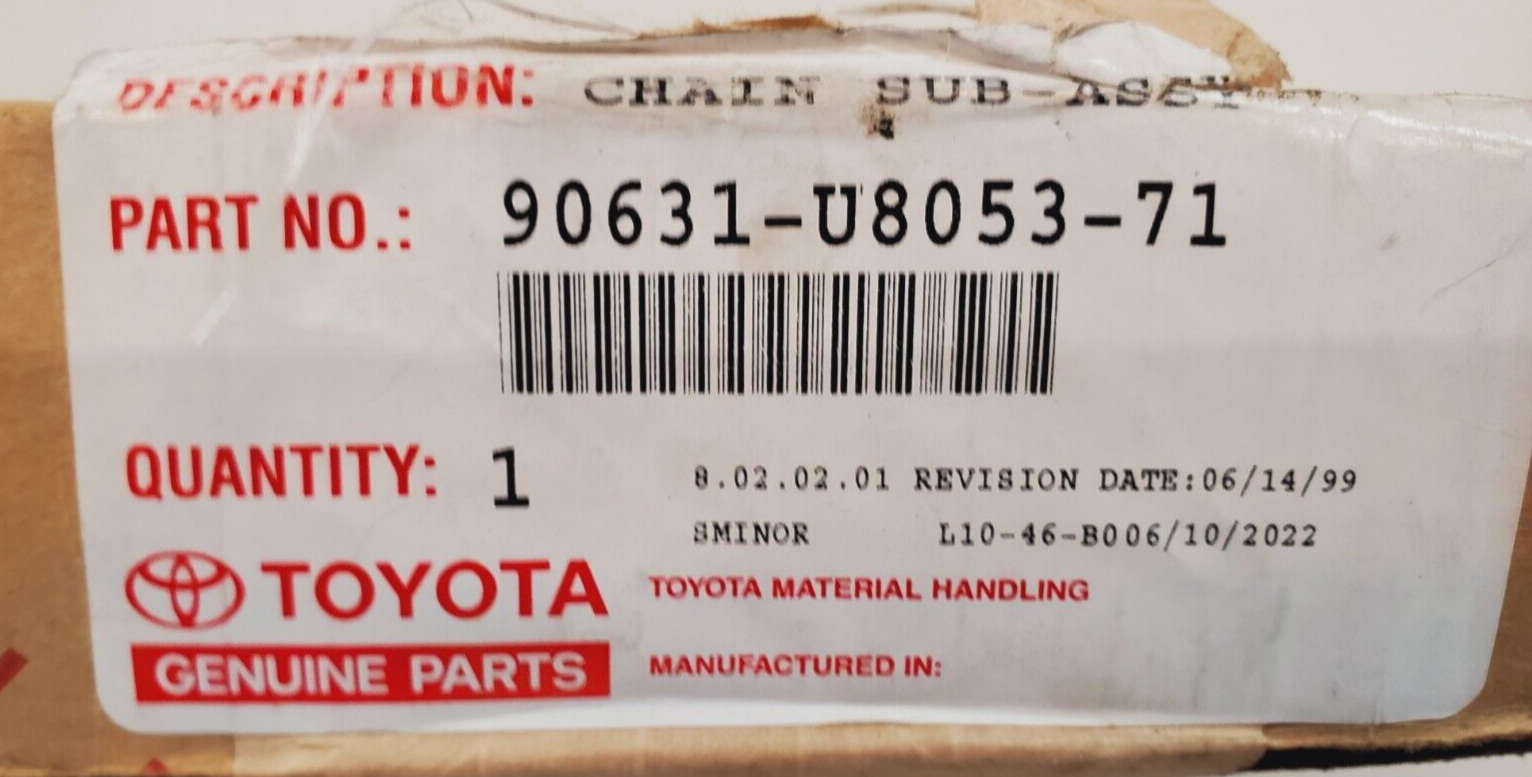 DESCRIPTION: CHAIN SUB-ASSY
PART NO.: 90631-U8053-71
QUANTITY: 1
8.02.02.01 REVISION DATE:06/14/99
SMINOR L10-46-B006/10/2022
TOYOTA TOYOTA MATERIAL HANDLING
GENUINE PARTS MANUFACTURED IN: